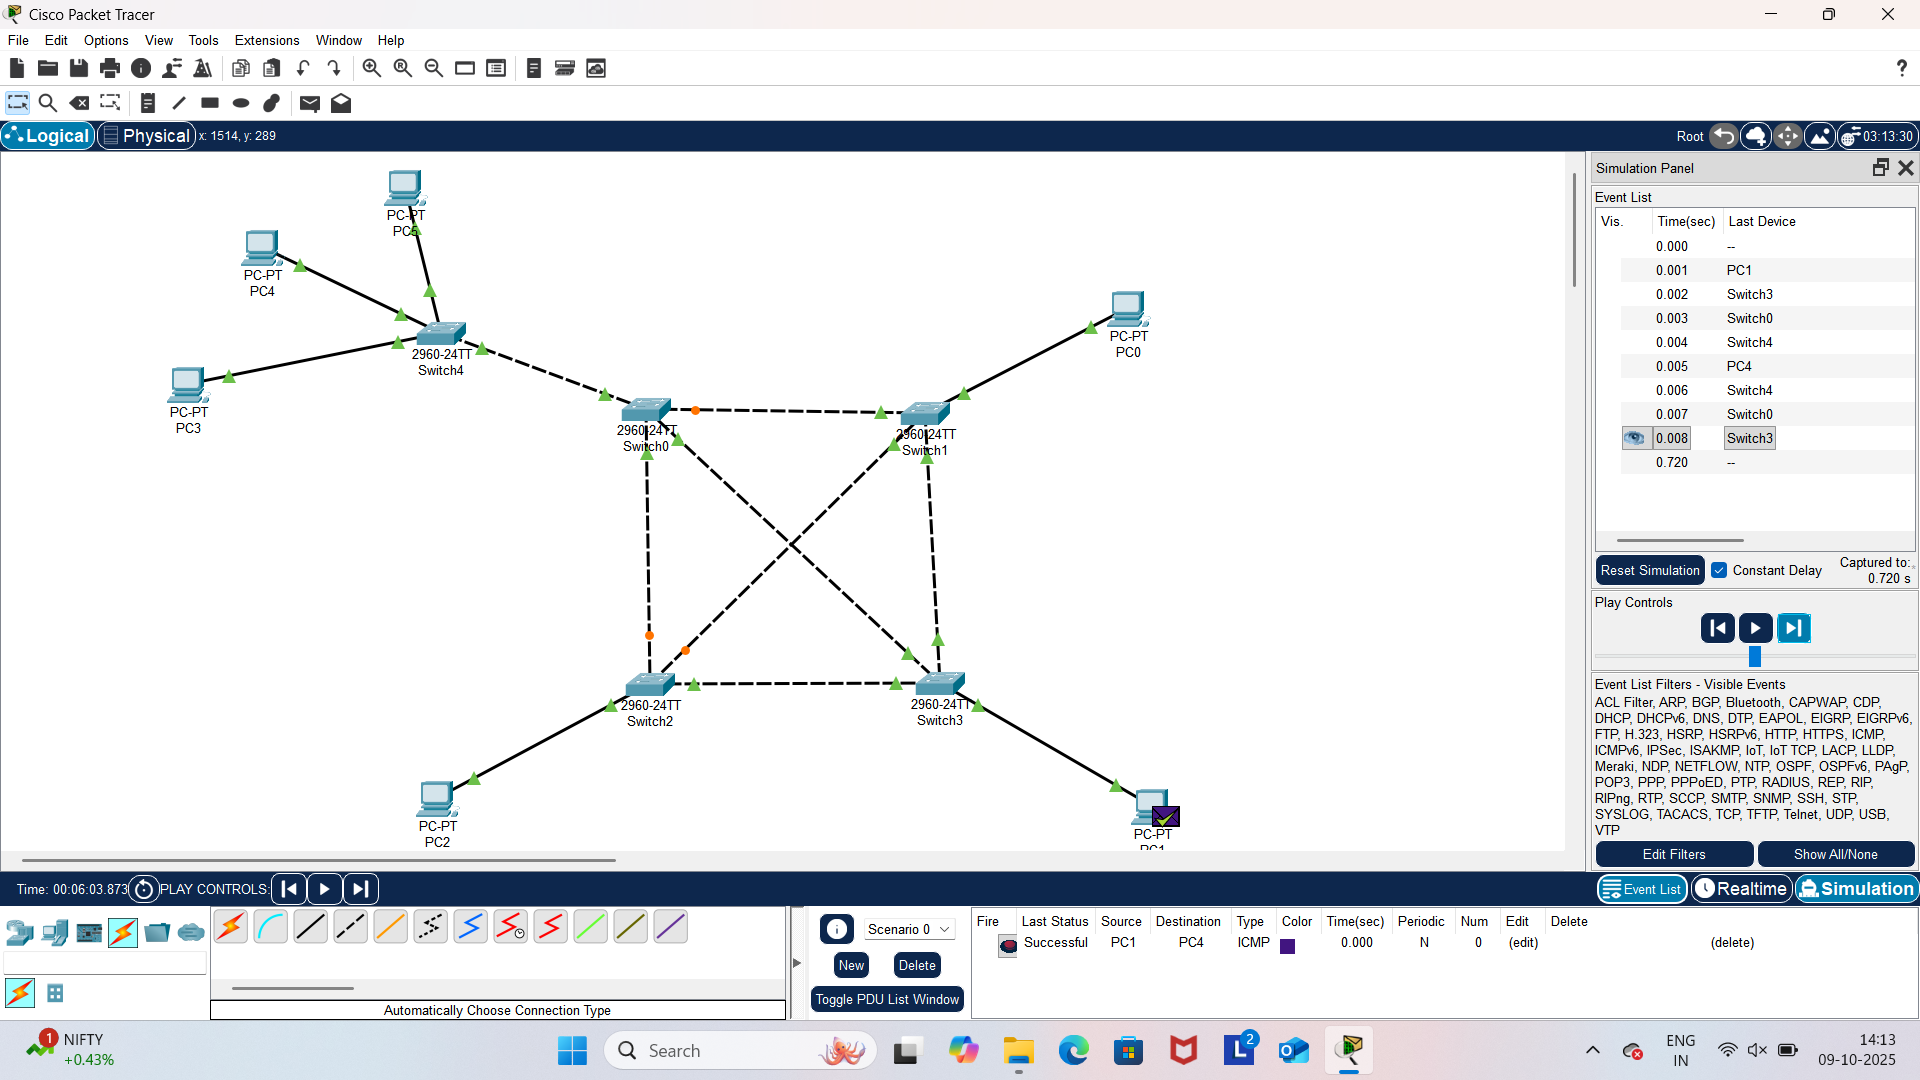 Cisco Packet Tracer
File Edit Options View Tools Extensions Window Help
?
Logical Physical x: 1514, y: 289 Root 03:13:30
PC-PT
PC5
PC-PT
PC4
2960-24TT
Switch4
PC-PT
PC3
PC-PT
PC0
2960-24TT
Switch0
2960-24TT
Switch1
2960-24TT
Switch2
2960-24TT
Switch3
PC-PT
PC2
PC-PT
PC1
Simulation Panel
Event List
Vis. Time(sec) Last Device
0.000 --
0.001 PC1
0.002 Switch3
0.003 Switch0
0.004 Switch4
0.005 PC4
0.006 Switch4
0.007 Switch0
0.008 Switch3
0.720 --
Reset Simulation Constant Delay Captured to:
0.720 s
Play Controls
Event List Filters - Visible Events
ACL Filter, ARP, BGP, Bluetooth, CAPWAP, CDP,
DHCP, DHCPv6, DNS, DTP, EAPOL, EIGRP, EIGRPv6,
FTP, H.323, HSRP, HSRPv6, HTTP, HTTPS, ICMP,
ICMPv6, IPSec, ISAKMP, IoT, IoT TCP, LACP, LLDP,
Meraki, NDP, NETFLOW, NTP, OSPF, OSPFv6, PAgP,
POP3, PPP, PPPoED, PTP, RADIUS, REP, RIP,
RIPng, RTP, SCCP, SMTP, SNMP, SSH, STP,
SYSLOG, TACACS, TCP, TFTP, Telnet, UDP, USB,
VTP
Edit Filters Show All/None
Time: 00:06:03.873 PLAY CONTROLS: Event List Realtime Simulation
Scenario 0
New Delete
Toggle PDU List Window
Automatically Choose Connection Type
Fire Last Status Source Destination Type Color Time(sec) Periodic Num Edit Delete
Successful PC1 PC4 ICMP 0.000 N 0 (edit) (delete)
1
NIFTY
+0.43%
Search
L 2
ENG
IN
14:13
09-10-2025